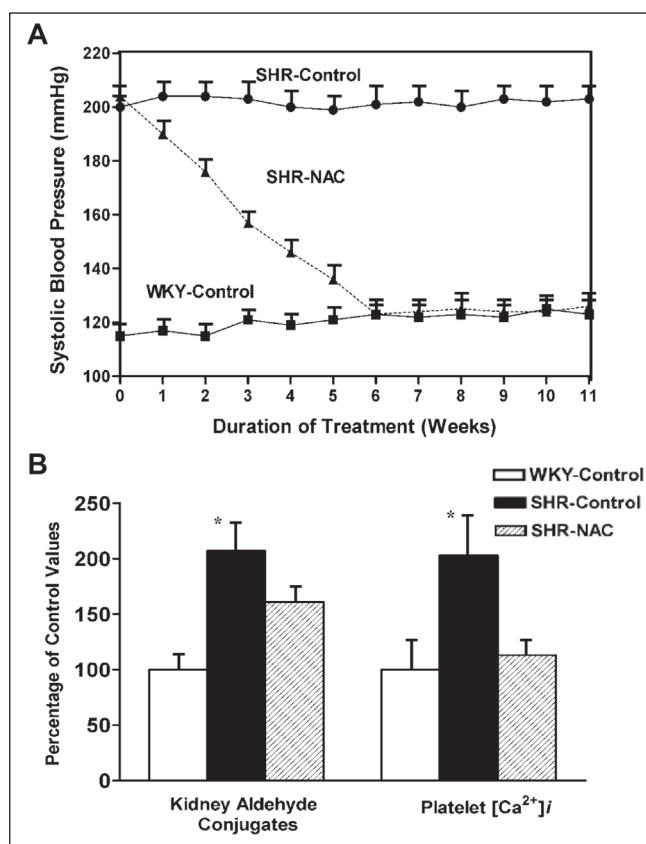 A
220
200
180
160
140
120
100
Systolic Blood Pressure (mmHg)
SHR-Control
SHR-NAC
WKY-Control
0 1 2 3 4 5 6 7 8 9 10 11
Duration of Treatment (Weeks)
B
WKY-Control
SHR-Control
SHR-NAC
250
200
150
100
50
0
Percentage of Control Values
*
*
Kidney Aldehyde
Conjugates
Platelet [Ca²⁺]i